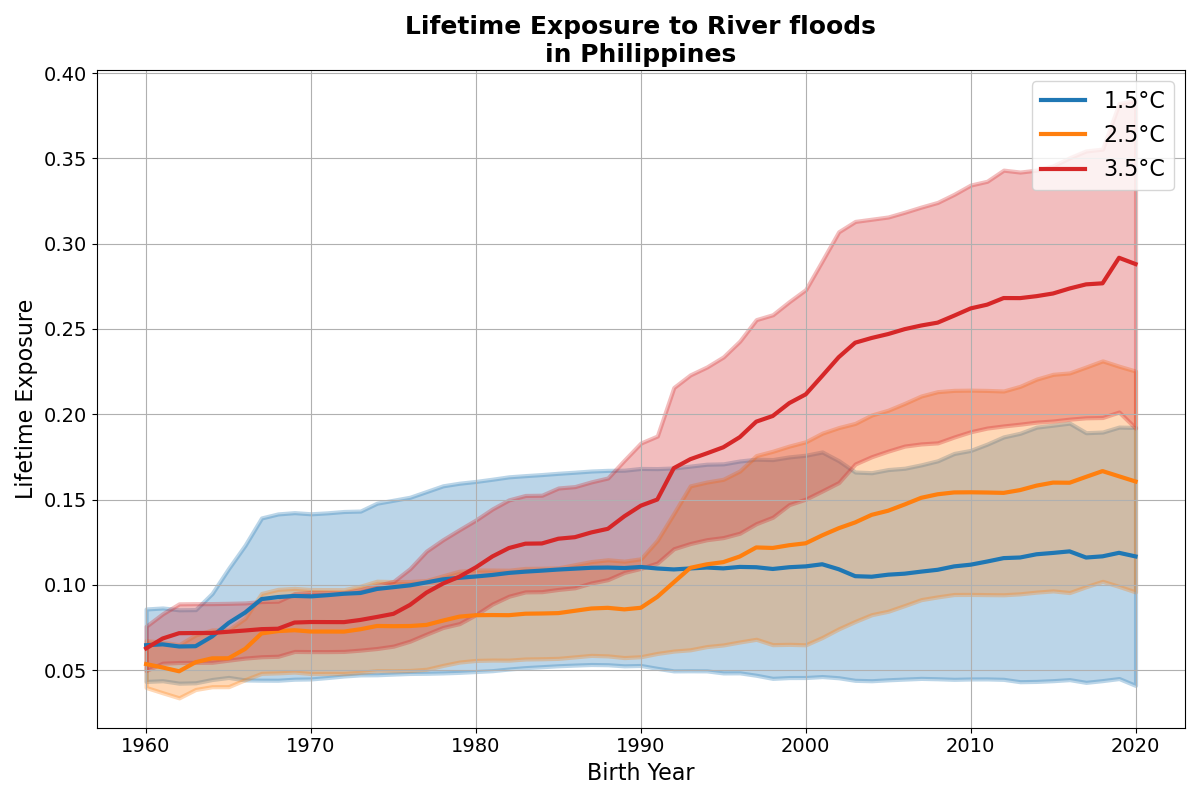 Lifetime Exposure to River floods
in Philippines
1.5°C
2.5°C
3.5°C
Lifetime Exposure
0.40
0.35
0.30
0.25
0.20
0.15
0.10
0.05
1960 1970 1980 1990 2000 2010 2020
Birth Year